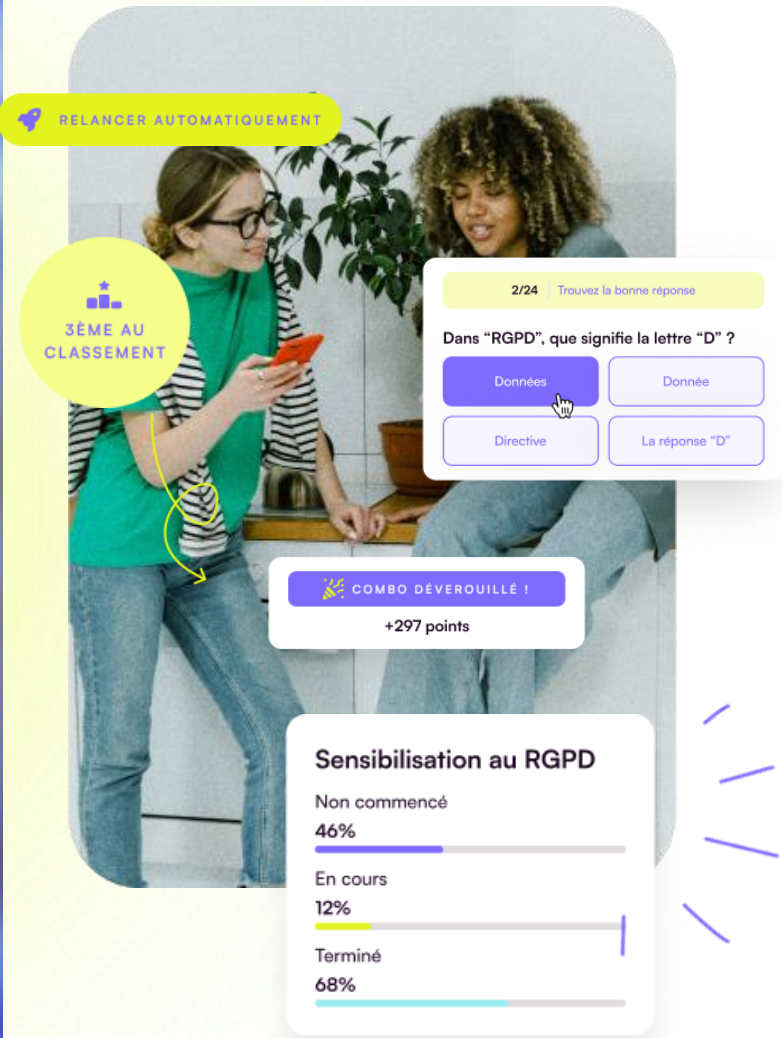 RELANCER AUTOMATIQUEMENT
3ÈME AU
CLASSEMENT
2/24 Trouvez la bonne réponse
Dans “RGPD”, que signifie la lettre “D” ?
Données
Donnée
Directive
La réponse “D”
COMBO DÉVEROUILLÉ !
+297 points
Sensibilisation au RGPD
Non commencé
46%
En cours
12%
Terminé
68%